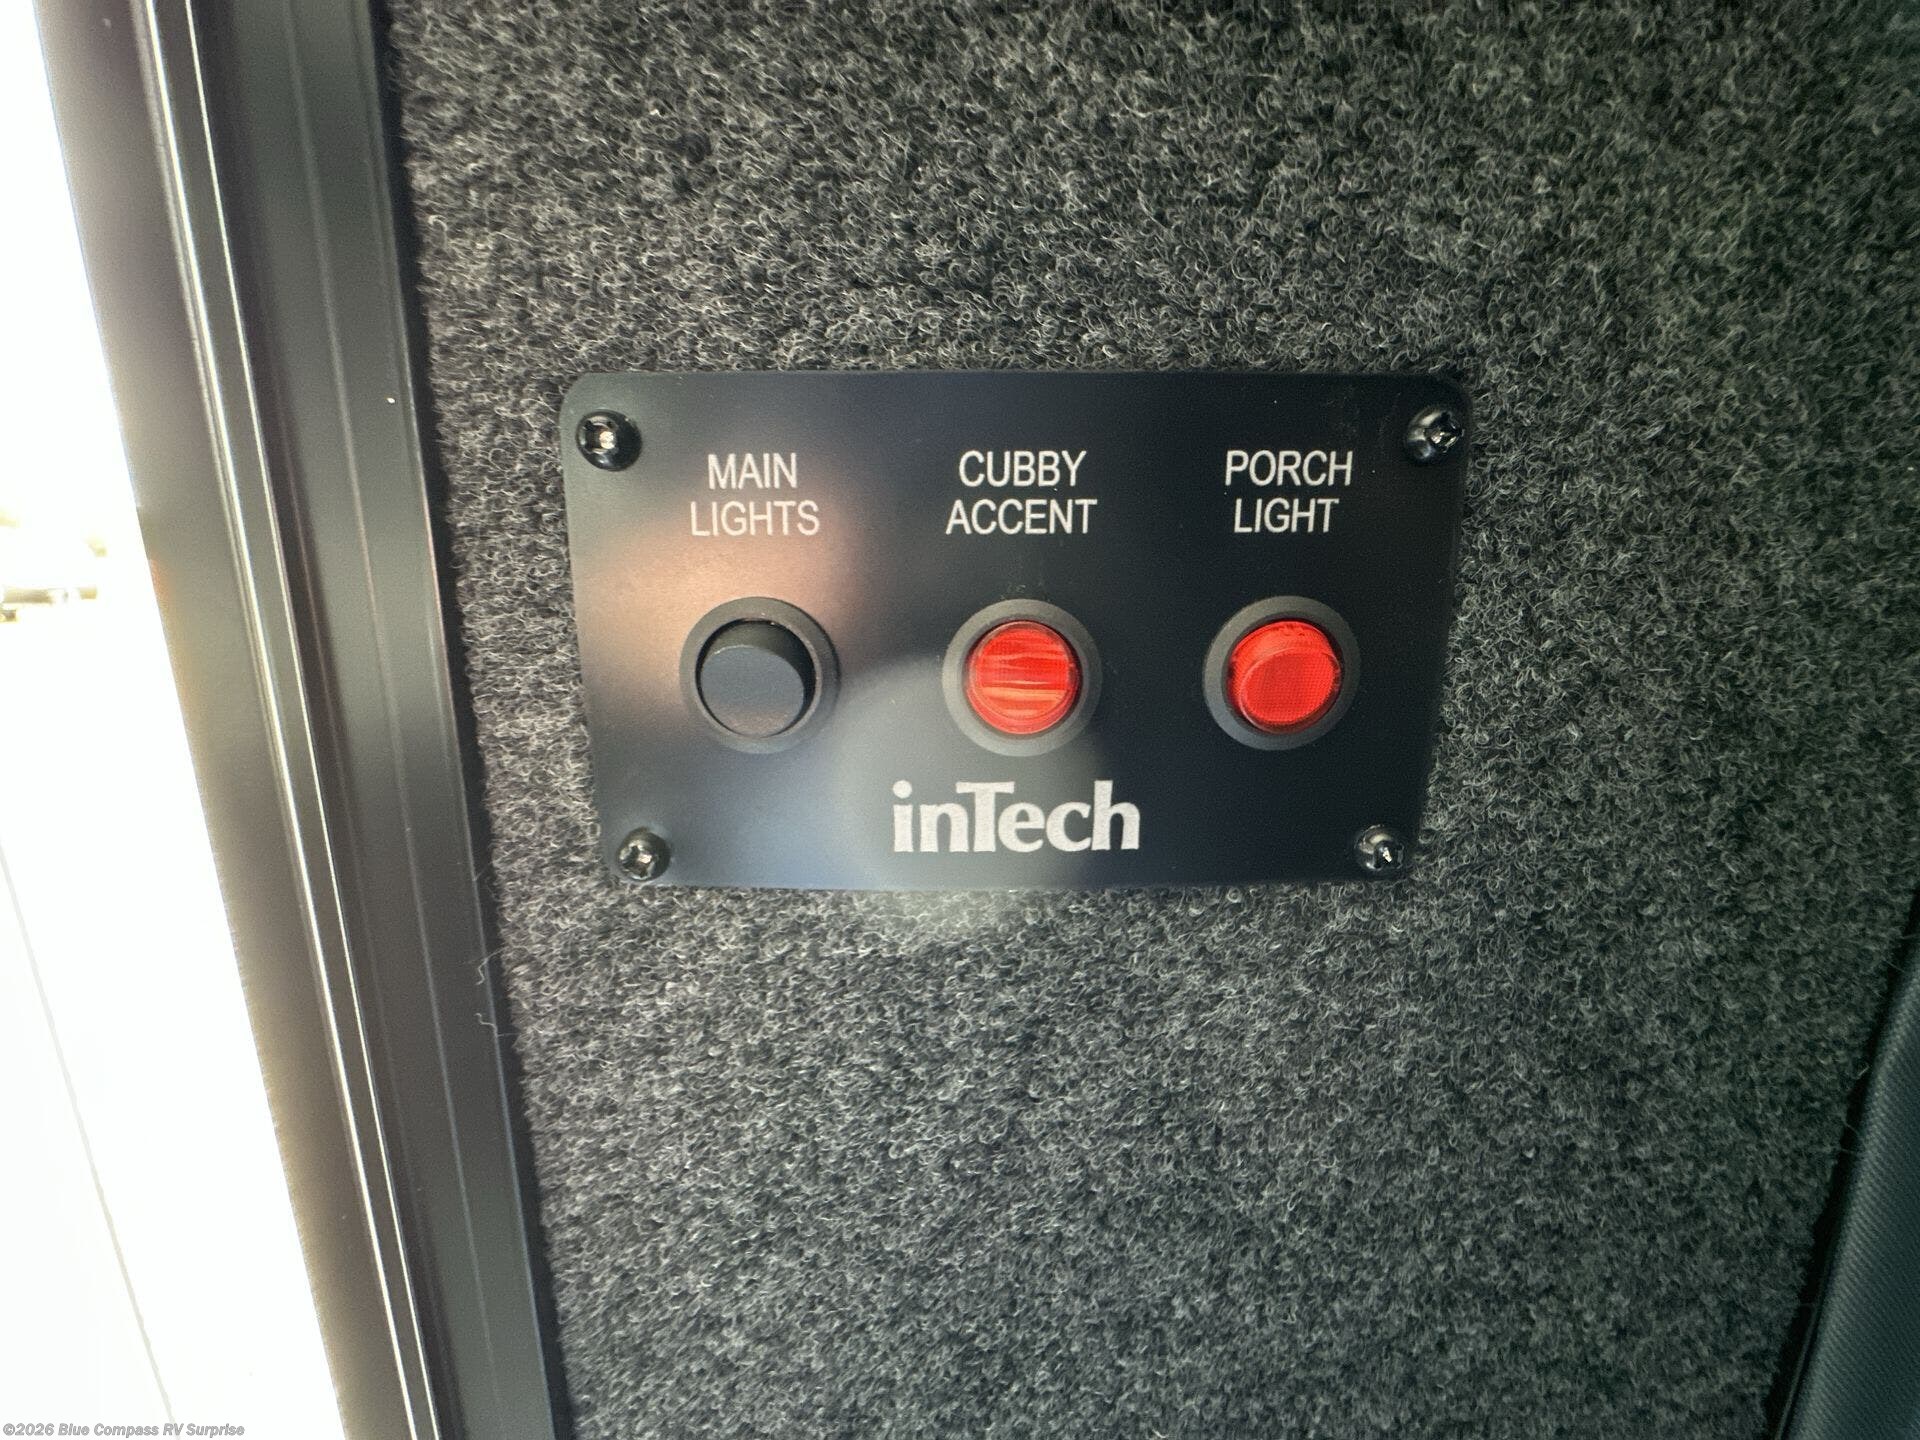 MAIN
LIGHTS
CUBBY
ACCENT
PORCH
LIGHT
inTech
©2026 Blue Compass RV Surprise